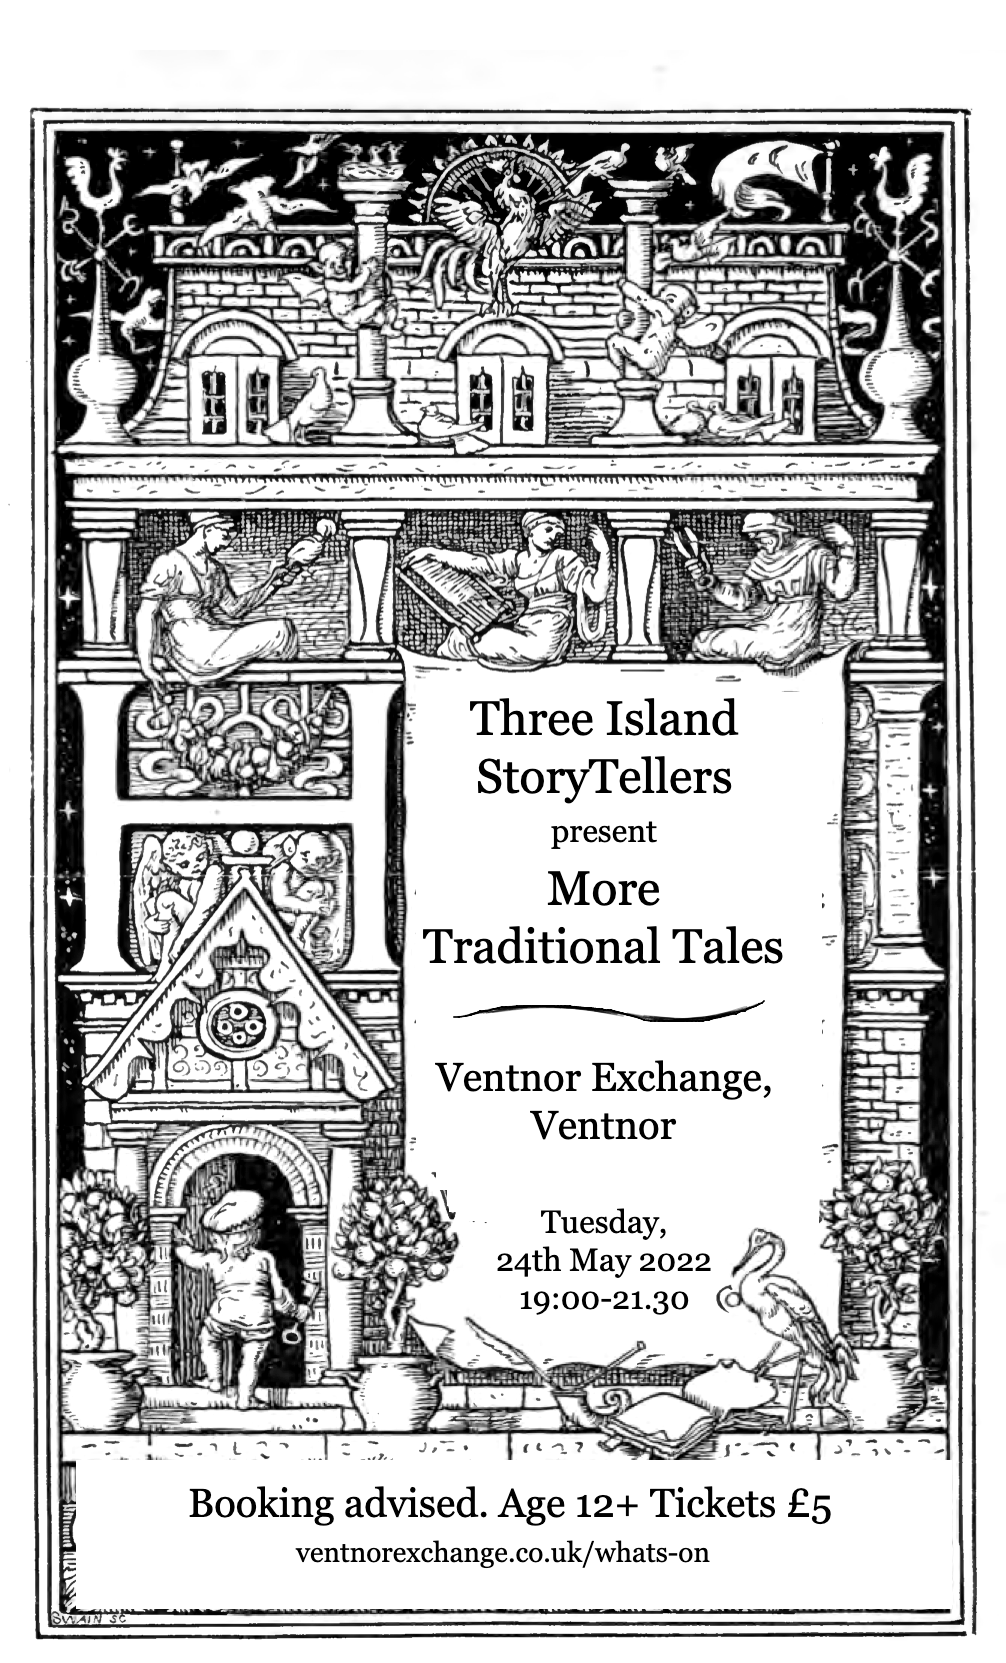 Three Island
StoryTellers
present
More
Traditional Tales
Ventnor Exchange,
Ventnor
Tuesday,
24th May 2022
19:00-21.30
Booking advised. Age 12+ Tickets £5
ventnorexchange.co.uk/whats-on
SWAIN SC